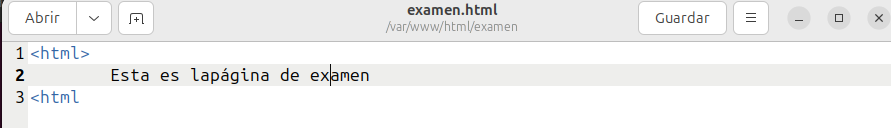 Abrir
examen.html
/var/www/html/examen
Guardar
1 <html>
2 Esta es lapágina de examen
3 <html